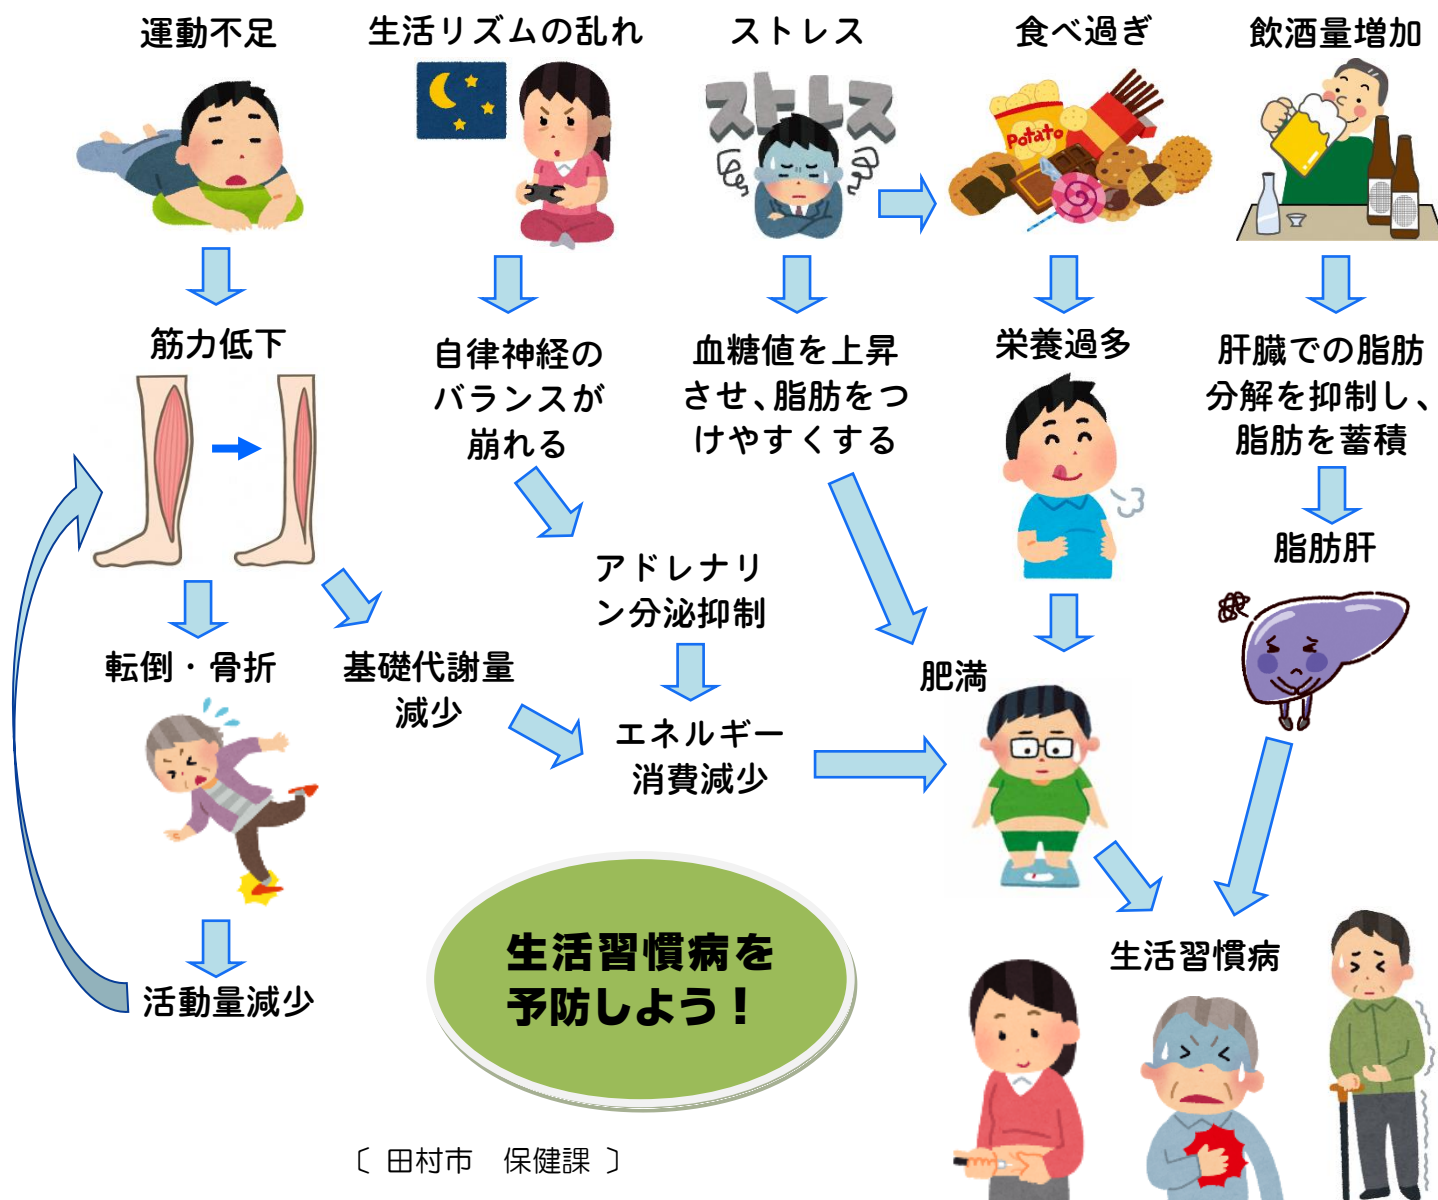 運動不足
生活リズムの乱れ
ストレス
食べ過ぎ
飲酒量増加
ストレス
Potato
筋力低下
自律神経の
バランスが
崩れる
血糖値を上昇
させ、脂肪をつ
けやすくする
栄養過多
肝臓での脂肪
分解を抑制し、
脂肪を蓄積
脂肪肝
アドレナリ
ン分泌抑制
転倒・骨折
基礎代謝量
減少
肥満
エネルギー
消費減少
生活習慣病を
予防しよう!
生活習慣病
活動量減少
〔 田村市 保健課 〕